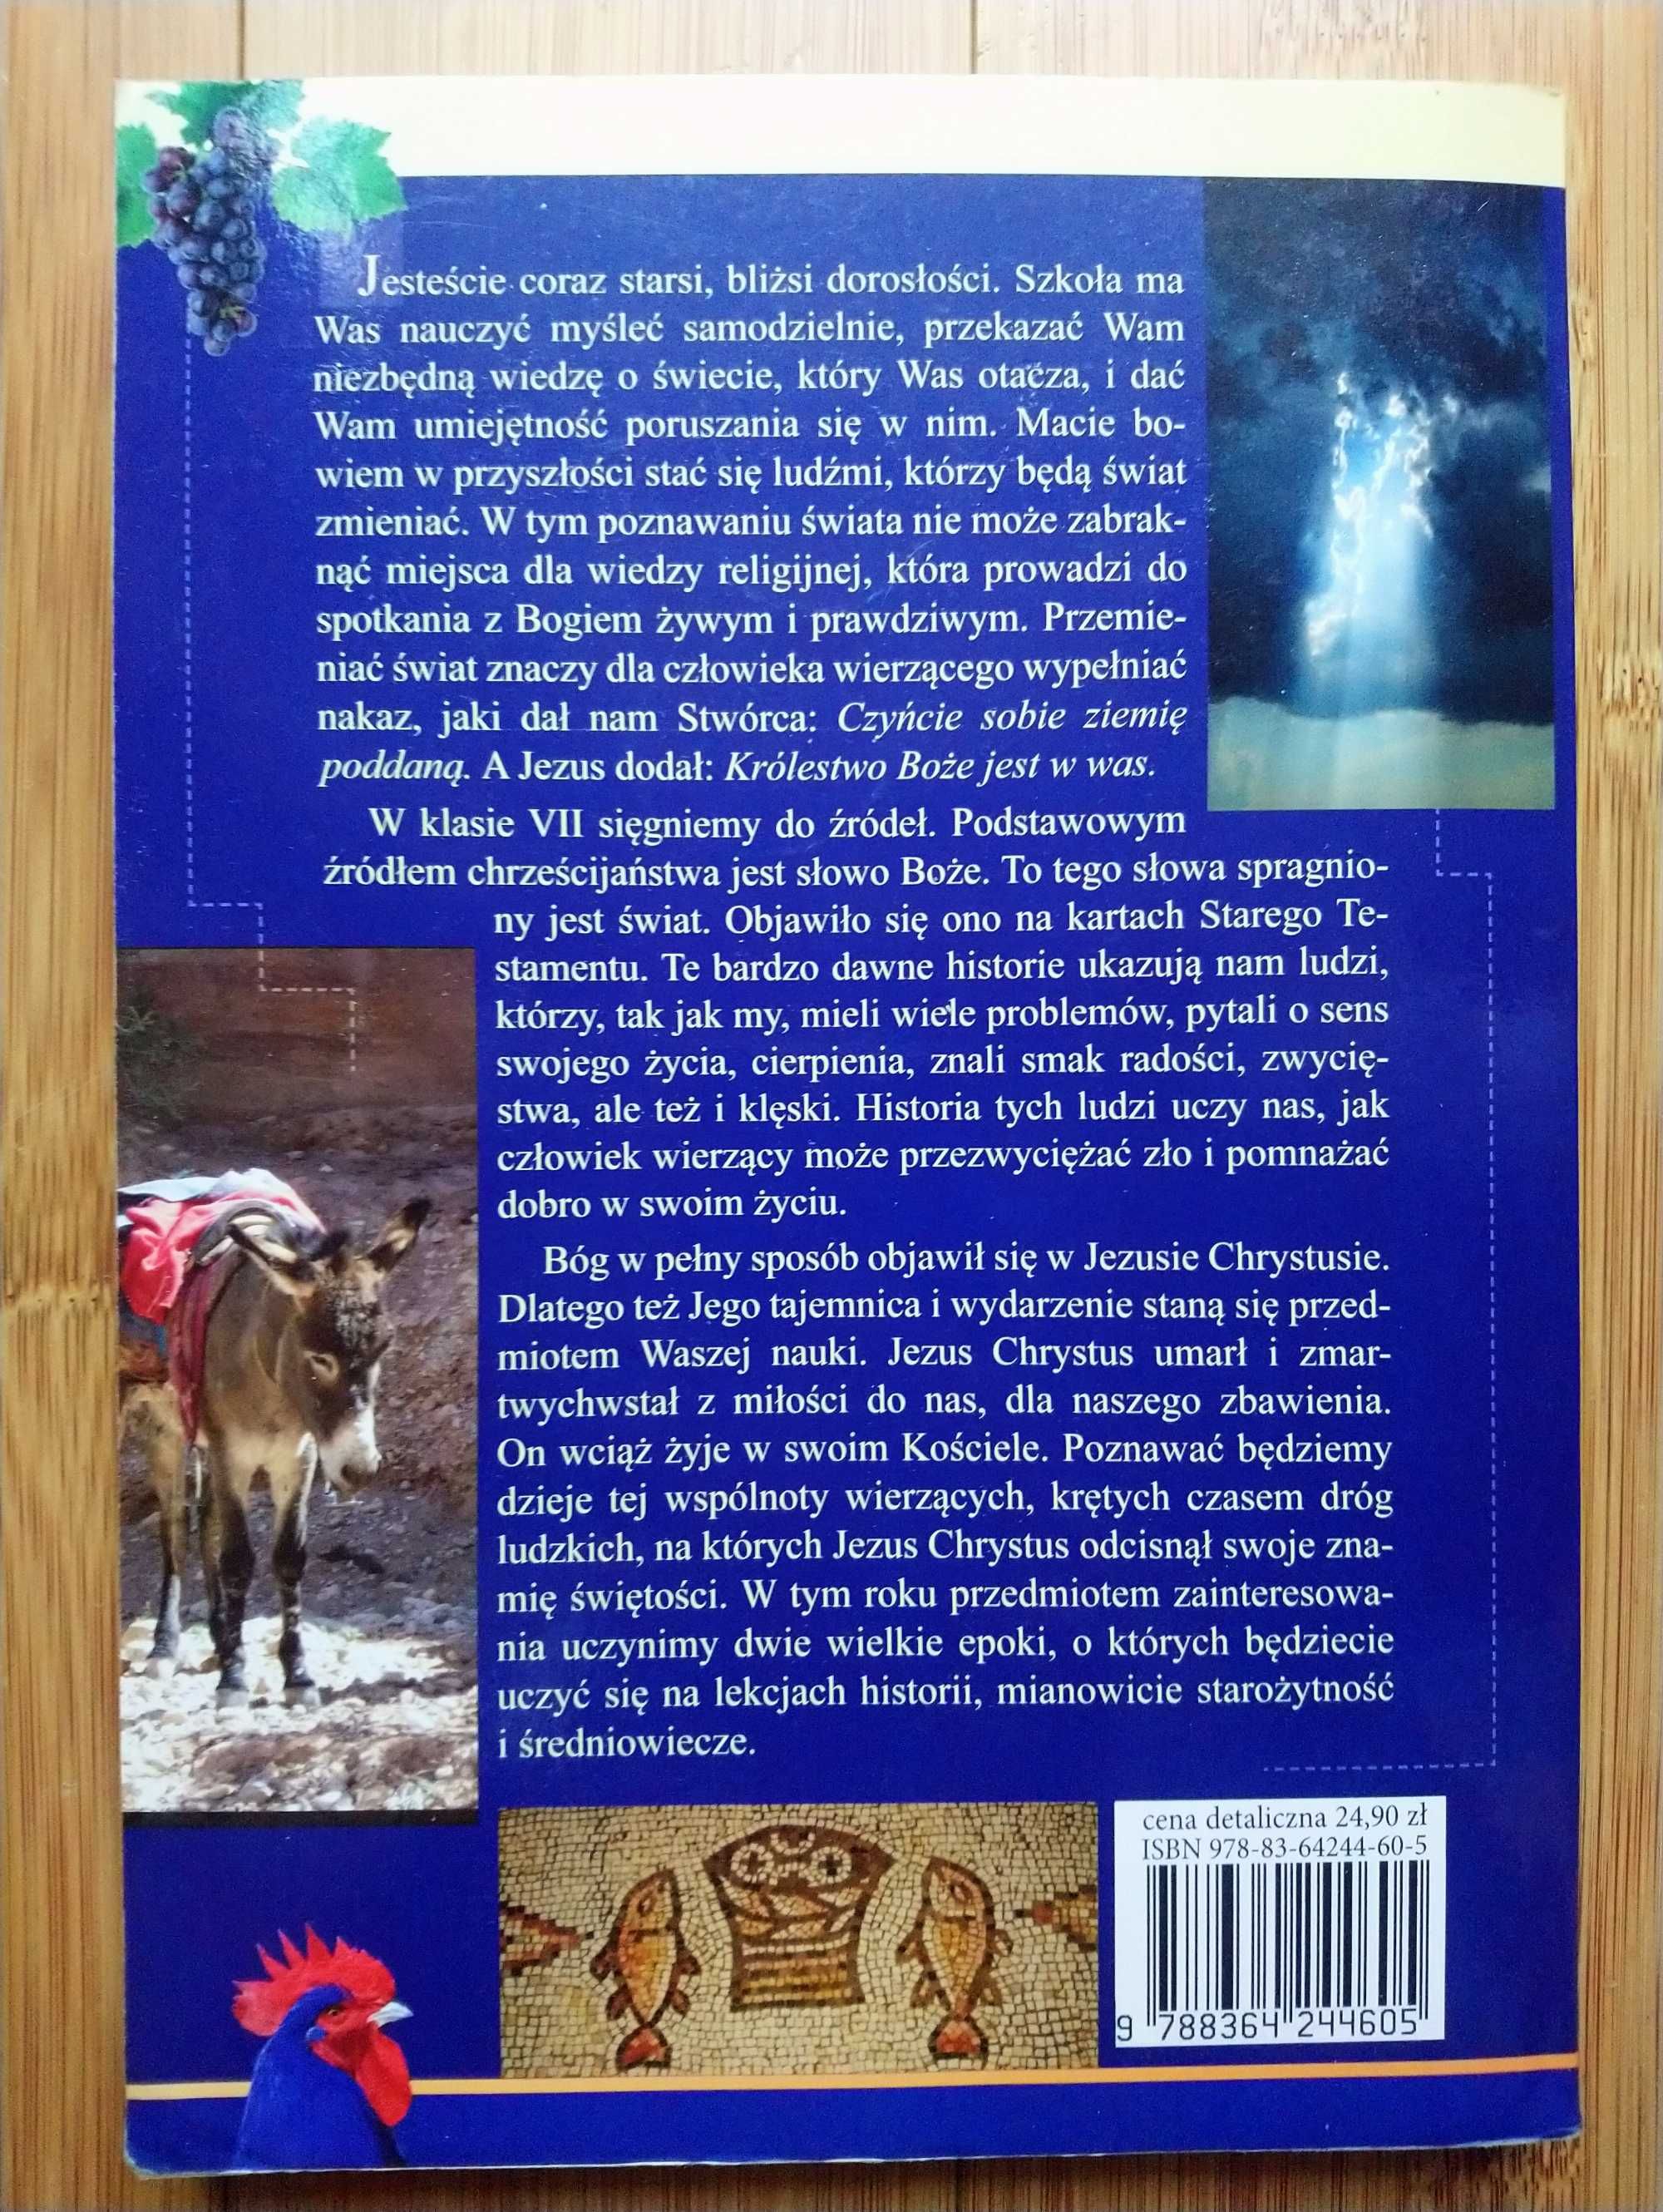 Jesteście coraz starsi, bliżsi dorosłości. Szkoła ma
Was nauczyć myśleć samodzielnie, przekazać Wam
niezbędną wiedzę o świecie, który Was otacza, i dać
Wam umiejętność poruszania się w nim. Macie bo-
wiem w przyszłości stać się ludźmi, którzy będą świat
zmieniać. W tym poznawaniu świata nie może zabrak-
nąć miejsca dla wiedzy religijnej, która prowadzi do
spotkania z Bogiem żywym i prawdziwym. Przemie-
niać świat znaczy dla człowieka wierzącego wypełniać
nakaz, jaki dał nam Stwórca: Czyńcie sobie ziemię
poddaną. A Jezus dodał: Królestwo Boże jest w was.
W klasie VII sięgniemy do źródeł. Podstawowym
źródłem chrześcijaństwa jest słowo Boże. To tego słowa spragnio-
ny jest świat. Objawiło się ono na kartach Starego Te-
stamentu. Te bardzo dawne historie ukazują nam ludzi,
którzy, tak jak my, mieli wiele problemów, pytali o sens
swojego życia, cierpienia, znali smak radości, zwycię-
stwa, ale też i klęski. Historia tych ludzi uczy nas, jak
człowiek wierzący może przezwyciężać zło i pomnażać
dobro w swoim życiu.
Bóg w pełny sposób objawił się w Jezusie Chrystusie.
Dlatego też Jego tajemnica i wydarzenie staną się przed-
miotem Waszej nauki. Jezus Chrystus umarł i zmar-
twychwstał z miłości do nas, dla naszego zbawienia.
On wciąż żyje w swoim Kościele. Poznawać będziemy
dzieje tej wspólnoty wierzących, krętych czasem dróg
ludzkich, na których Jezus Chrystus odcisnął swoje zna-
mię świętości. W tym roku przedmiotem zainteresowa-
nia uczynimy dwie wielkie epoki, o których będziecie
uczyć się na lekcjach historii, mianowicie starożytność
i średniowiecze.
cena detaliczna 24,90 zł
ISBN 978-83-64244-60-5
9 788364 244605